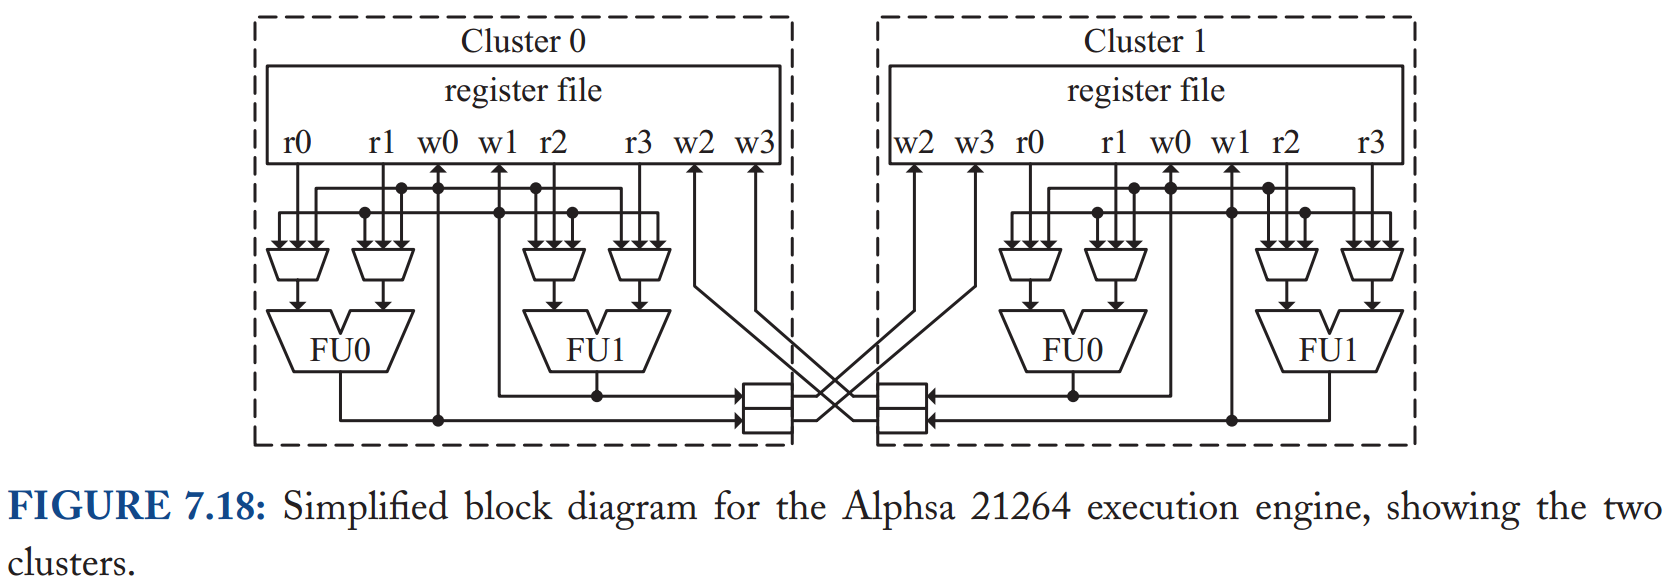 Cluster 0
register file
r0 r1 w0 w1 r2 r3 w2 w3
FU0 FU1
Cluster 1
register file
w2 w3 r0 r1 w0 w1 r2 r3
FU0 FU1
FIGURE 7.18: Simplified block diagram for the Alphsa 21264 execution engine, showing the two
clusters.